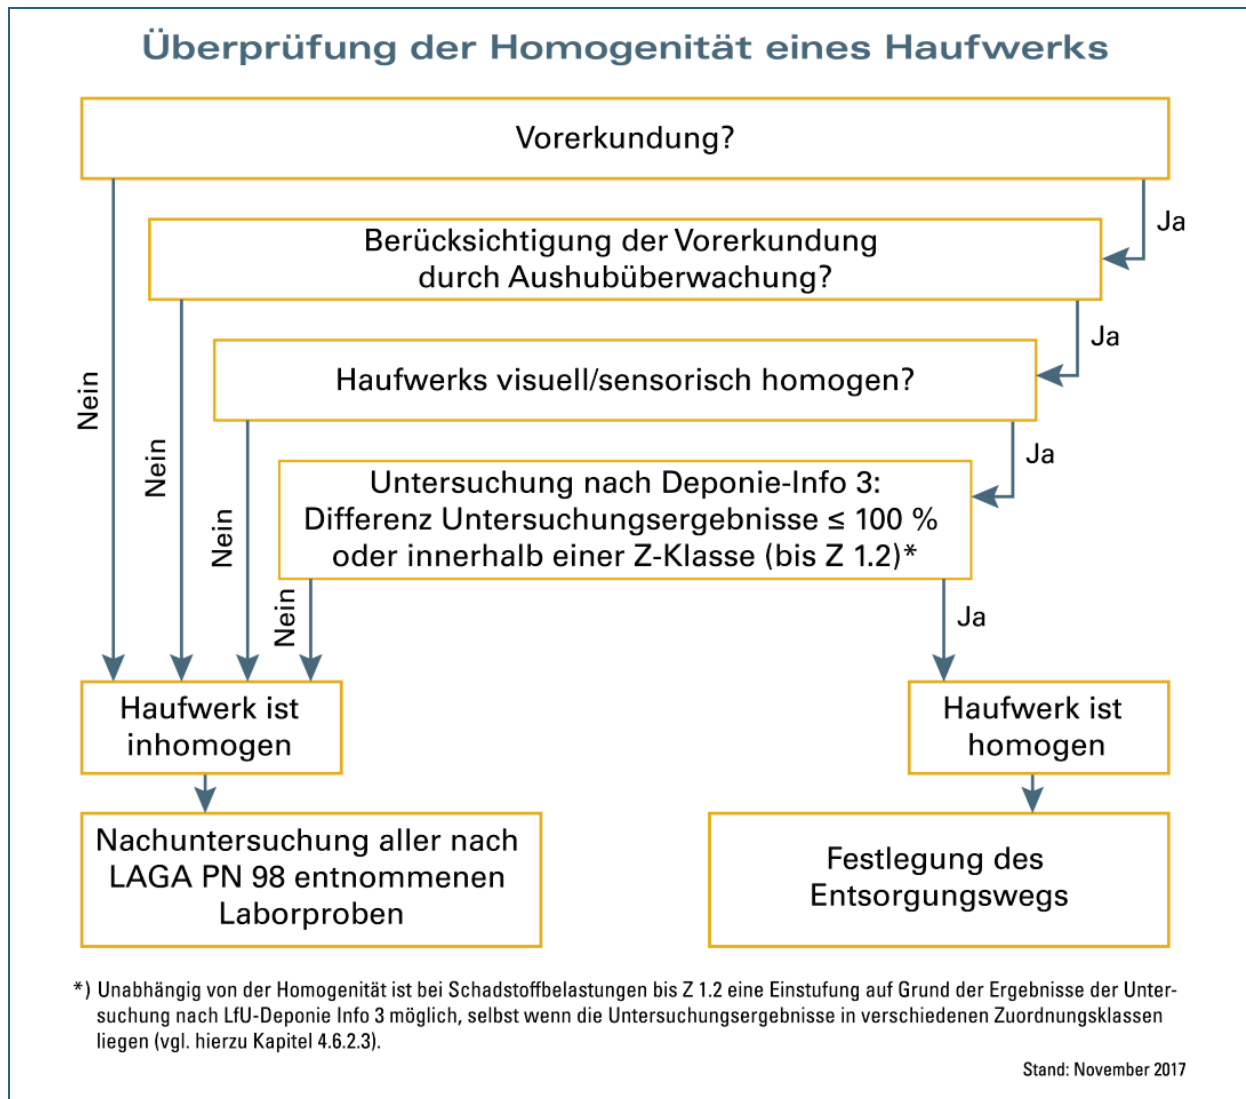 Überprüfung der Homogenität eines Haufwerks
Vorerkundung?
Ja
Berücksichtigung der Vorerkundung
durch Aushubüberwachung?
Ja
Haufwerks visuell/sensorisch homogen?
Ja
Untersuchung nach Deponie-Info 3:
Differenz Untersuchungsergebnisse ≤ 100 %
oder innerhalb einer Z-Klasse (bis Z 1.2)*
Nein
Nein
Nein
Nein
Ja
Haufwerk ist
inhomogen
Haufwerk ist
homogen
Nachuntersuchung aller nach
LAGA PN 98 entnommenen
Laborproben
Festlegung des
Entsorgungswegs
*) Unabhängig von der Homogenität ist bei Schadstoffbelastungen bis Z 1.2 eine Einstufung auf Grund der Ergebnisse der Unter-
suchung nach LfU-Deponie Info 3 möglich, selbst wenn die Untersuchungsergebnisse in verschiedenen Zuordnungsklassen
liegen (vgl. hierzu Kapitel 4.6.2.3).
Stand: November 2017